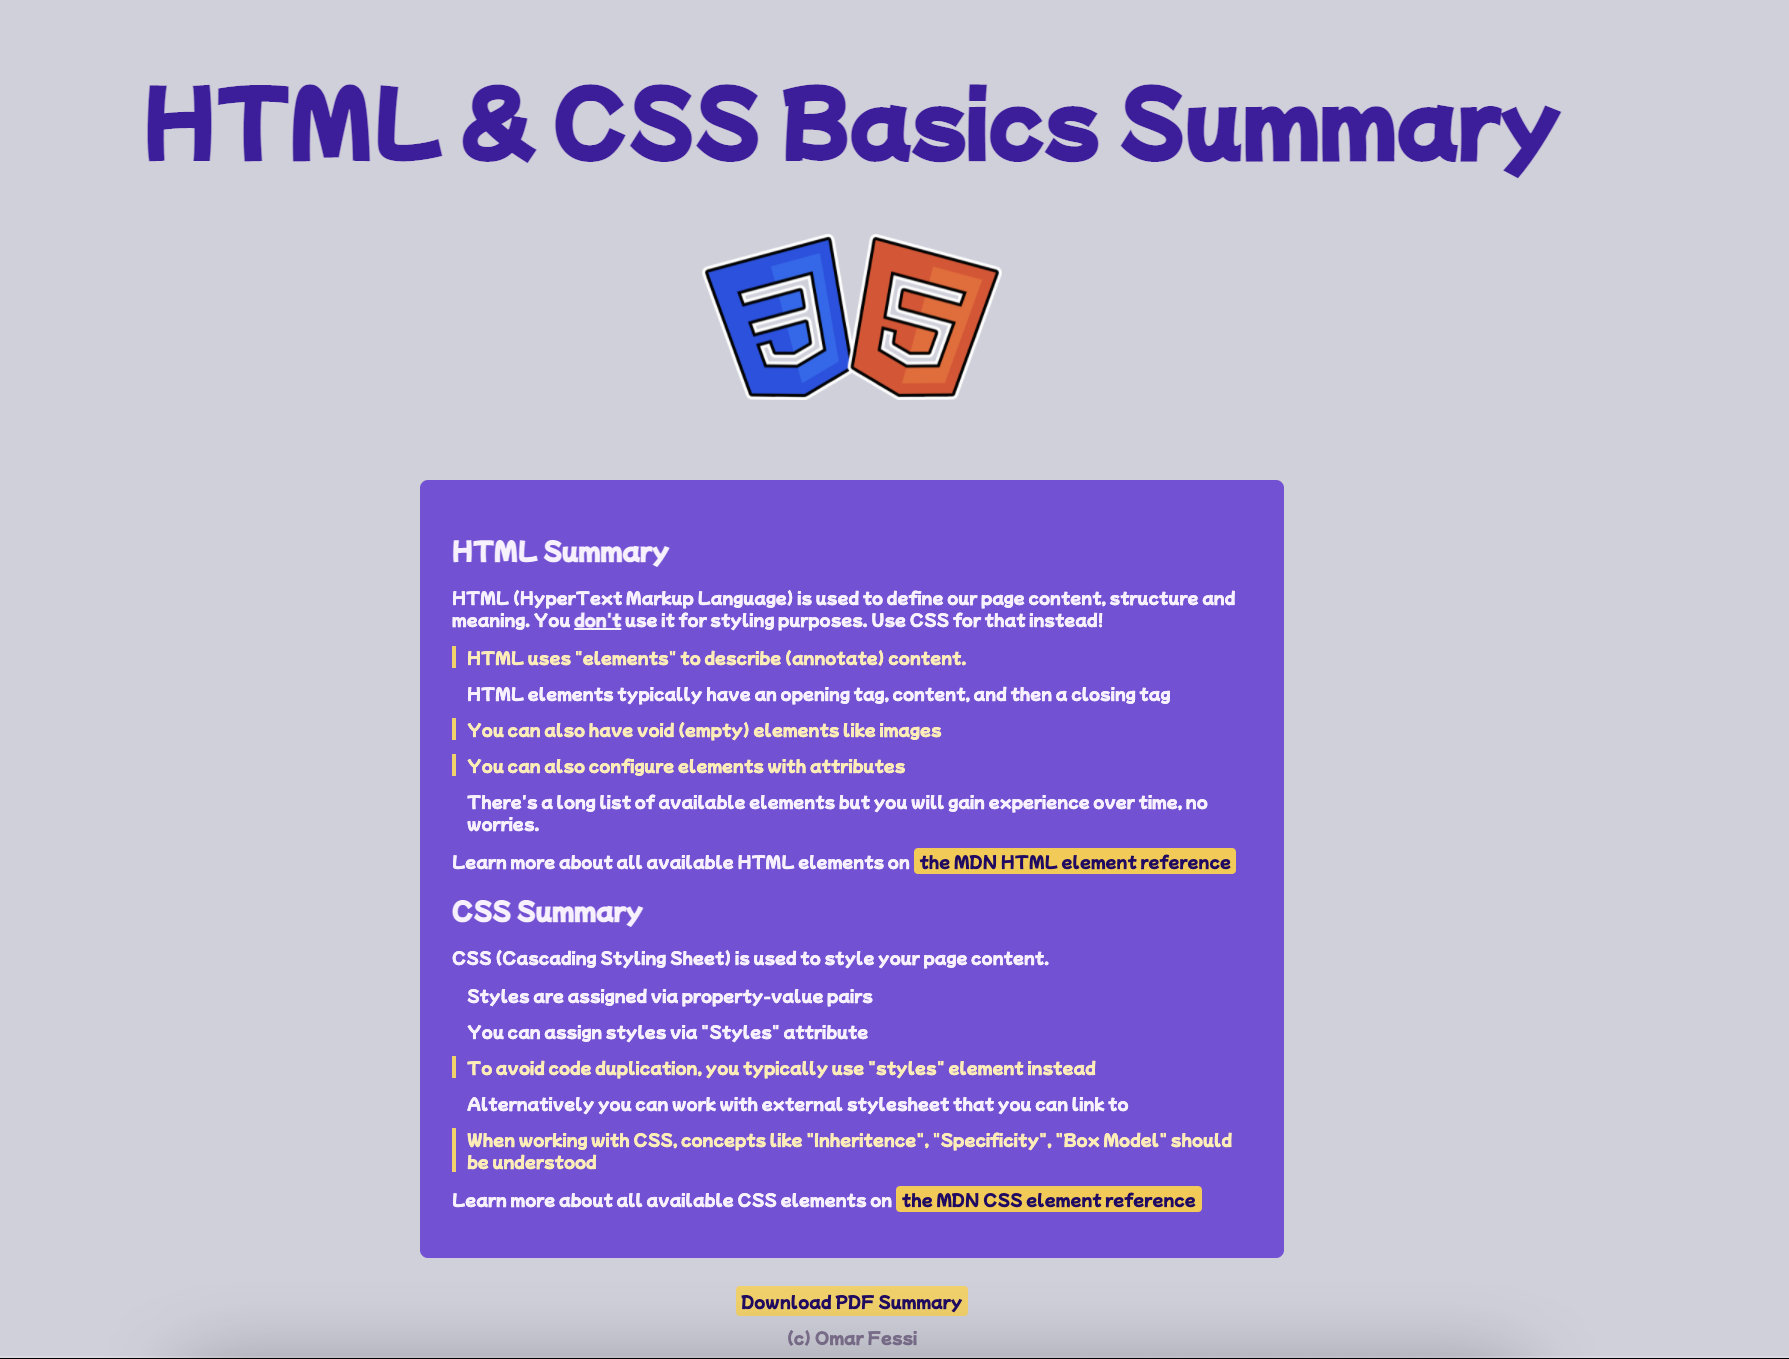 HTML & CSS Basics Summary
3 5
HTML Summary
HTML (HyperText Markup Language) is used to define our page content, structure and
meaning. You don't use it for styling purposes. Use CSS for that instead!
HTML uses "elements" to describe (annotate) content.
HTML elements typically have an opening tag, content, and then a closing tag
You can also have void (empty) elements like images
You can also configure elements with attributes
There's a long list of available elements but you will gain experience over time, no
worries.
Learn more about all available HTML elements on the MDN HTML element reference
CSS Summary
CSS (Cascading Styling Sheet) is used to style your page content.
Styles are assigned via property-value pairs
You can assign styles via "Styles" attribute
To avoid code duplication, you typically use "styles" element instead
Alternatively you can work with external stylesheet that you can link to
When working with CSS, concepts like "Inheritence", "Specificity", "Box Model" should
be understood
Learn more about all available CSS elements on the MDN CSS element reference
Download PDF Summary
(c) Omar Fessi